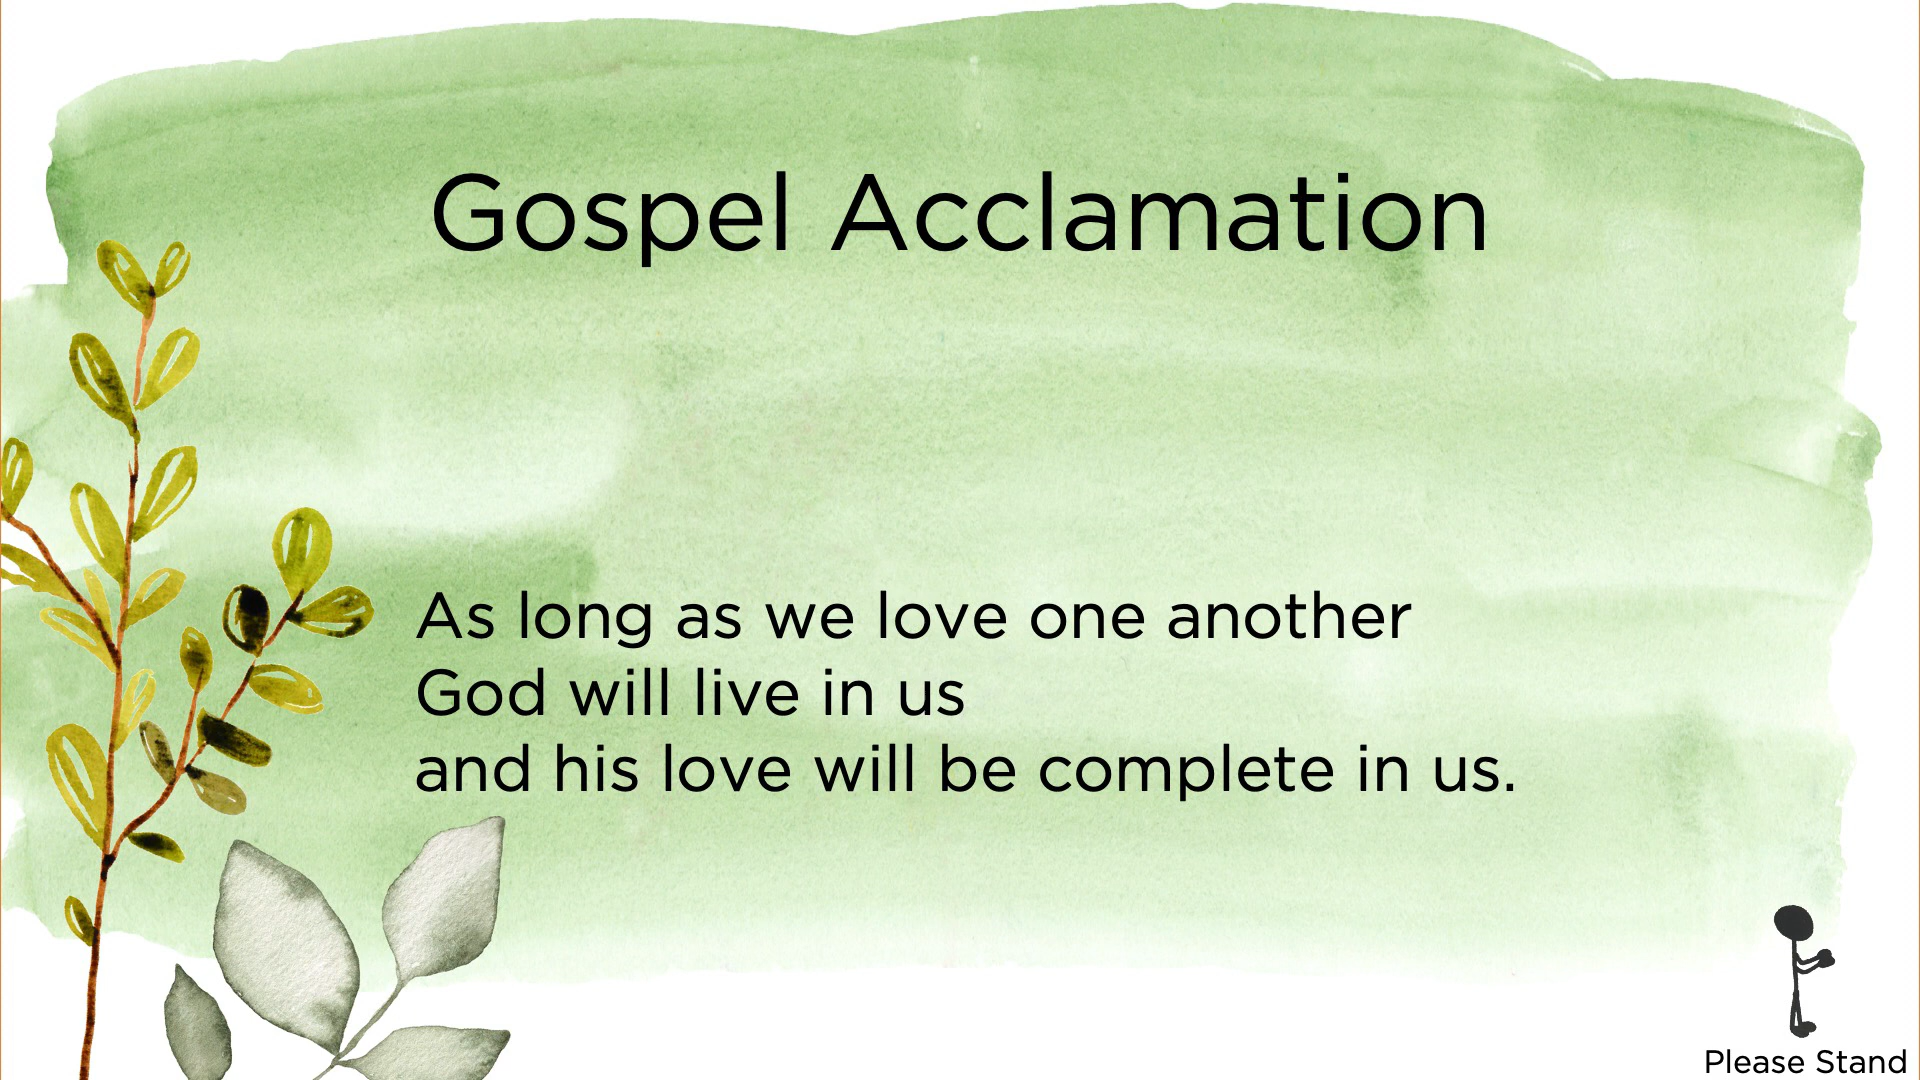 Gospel Acclamation
As long as we love one another
God will live in us
and his love will be complete in us.
Please Stand